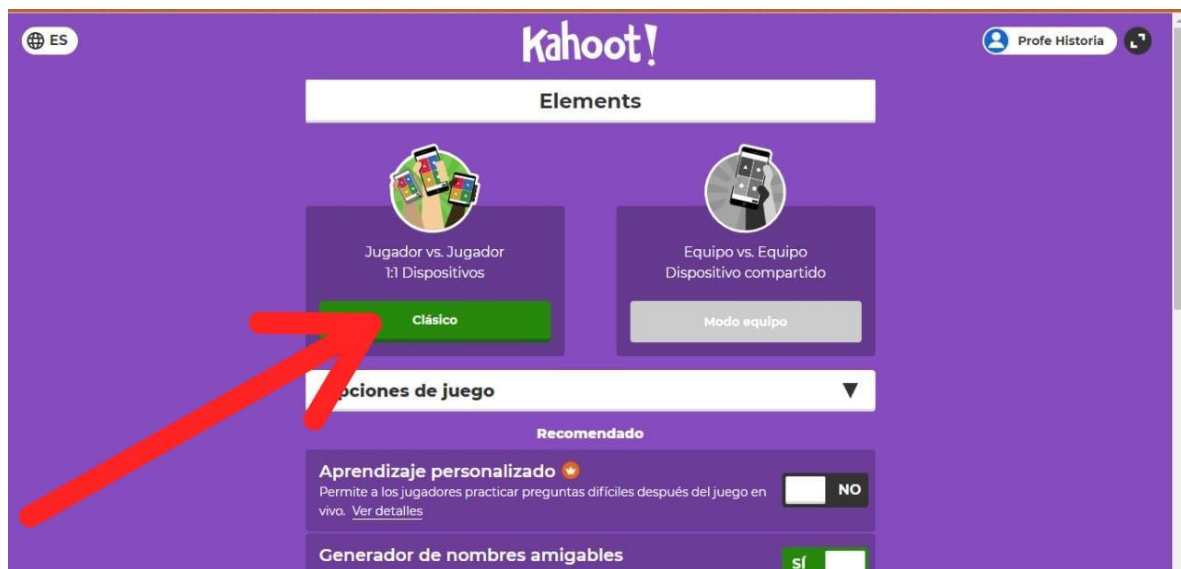 ES
Kahoot!
Profe Historia
Elements
Jugador vs. Jugador
1:1 Dispositivos
Clásico
Equipo vs. Equipo
Dispositivo compartido
Modo equipo
pciones de juego
Recomendado
Aprendizaje personalizado
Permite a los jugadores practicar preguntas difíciles después del juego en
vivo. Ver detalles
NO
Generador de nombres amigables
SÍ